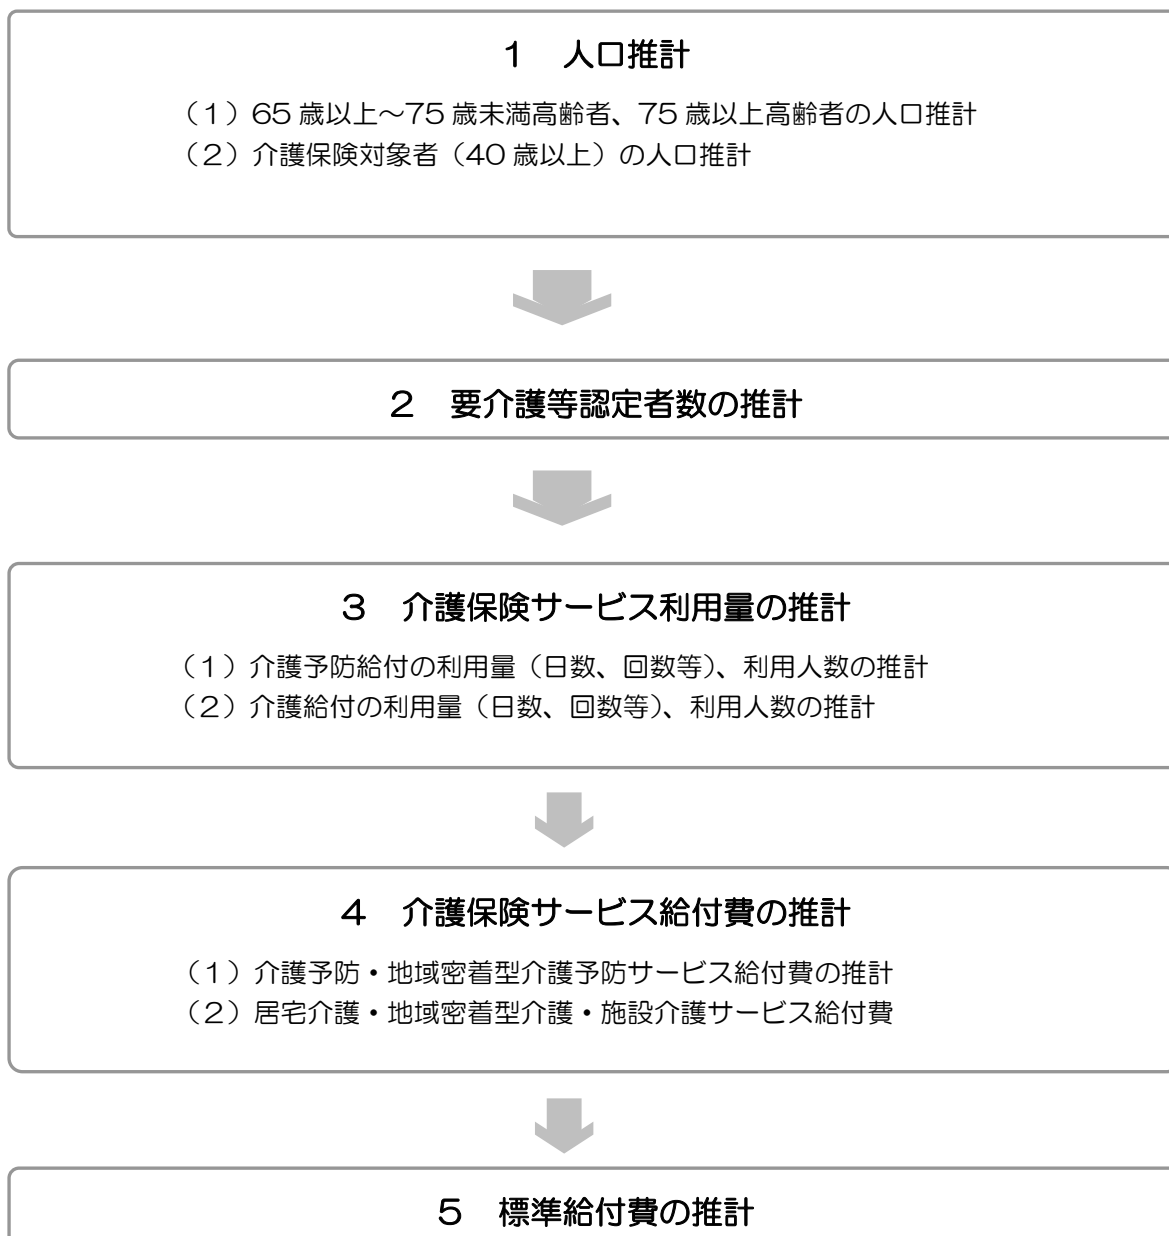 １　人口推計
（１）65 歳以上～75 歳未満高齢者、75 歳以上高齢者の人口推計
（２）介護保険対象者（40 歳以上）の人口推計
２　要介護等認定者数の推計
３　介護保険サービス利用量の推計
（１）介護予防給付の利用量（日数、回数等）、利用人数の推計
（２）介護給付の利用量（日数、回数等）、利用人数の推計
４　介護保険サービス給付費の推計
（１）介護予防・地域密着型介護予防サービス給付費の推計
（２）居宅介護・地域密着型介護・施設介護サービス給付費
５　標準給付費の推計